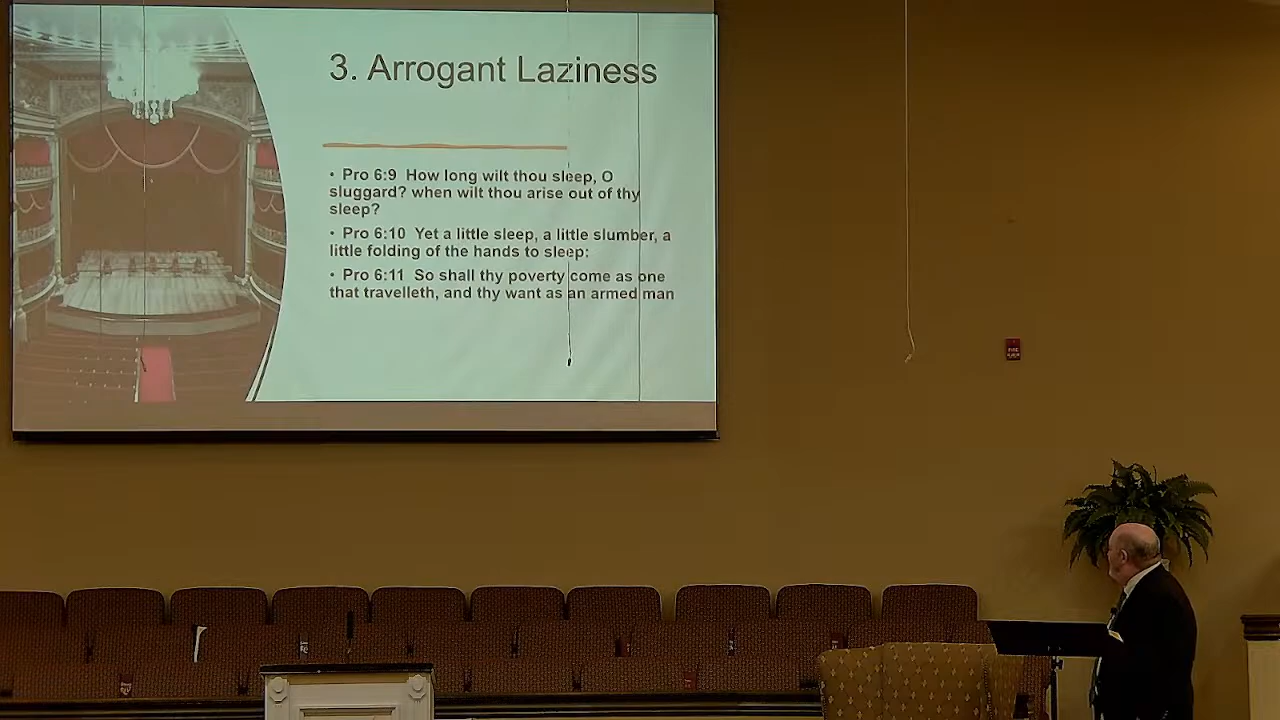 3. Arrogant Laziness
• Pro 6:9 How long wilt thou sleep, O
sluggard? when wilt thou arise out of thy
sleep?
• Pro 6:10 Yet a little sleep, a little slumber, a
little folding of the hands to sleep:
• Pro 6:11 So shall thy poverty come as one
that travelleth, and thy want as an armed man